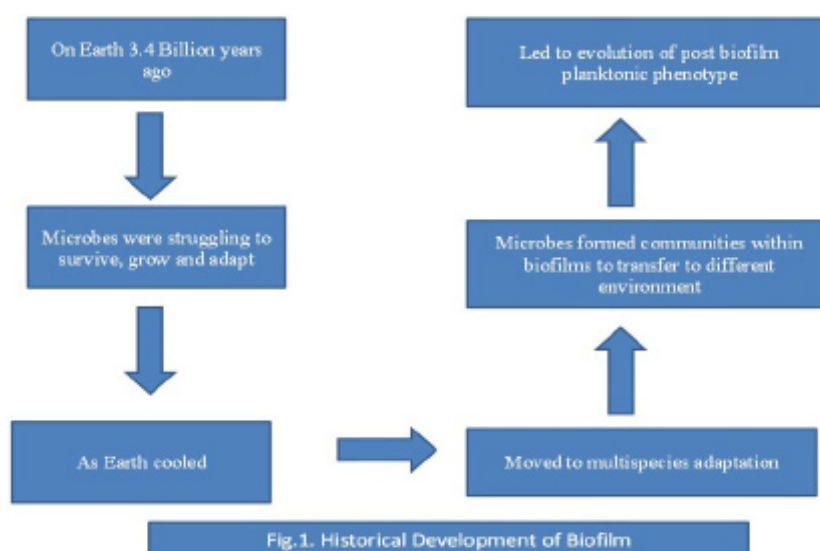 On Earth 3.4 Billion years
ago
Microbes were struggling to
survive, grow and adapt
As Earth cooled
Moved to multispecies adaptation
Microbes formed communities within
biofilms to transfer to different
environment
Led to evolution of post biofilm
planktonic phenotype
Fig.1. Historical Development of Biofilm